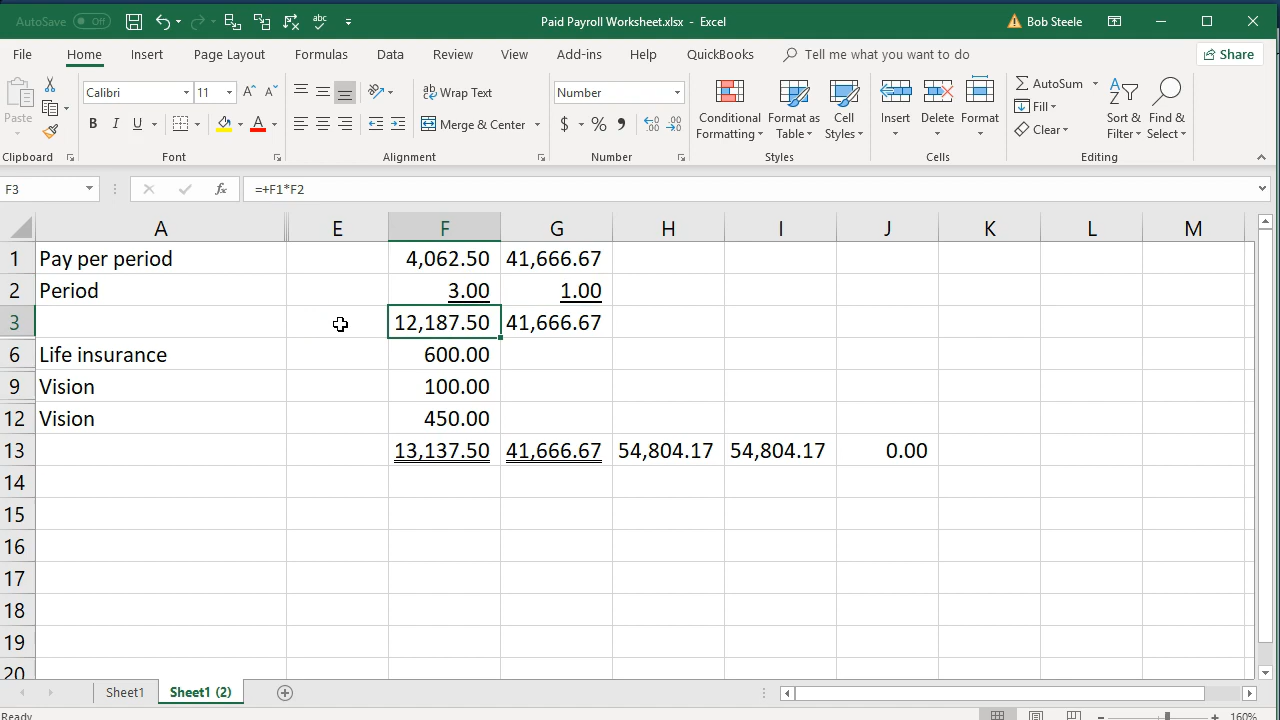 AutoSave Off Paid Payroll Worksheet.xlsx - Excel Bob Steele
File Home Insert Page Layout Formulas Data Review View Add-ins Help QuickBooks Tell me what you want to do Share
Paste
Calibri 11 A A
B I U A
Wrap Text
Merge & Center
Number
$ % ,
Conditional Formatting
Format as Table
Cell Styles
Insert Delete Format
AutoSum
Fill
Clear
Sort & Filter
Find & Select
Clipboard Font Alignment Number Styles Cells Editing
F3 fx =+F1*F2
A E F G H I J K L M
1 Pay per period 4,062.50 41,666.67
2 Period 3.00 1.00
3 12,187.50 41,666.67
6 Life insurance 600.00
9 Vision 100.00
12 Vision 450.00
13 13,137.50 41,666.67 54,804.17 54,804.17 0.00
14
15
16
17
18
19
20
Sheet1 Sheet1 (2)
Ready 160%